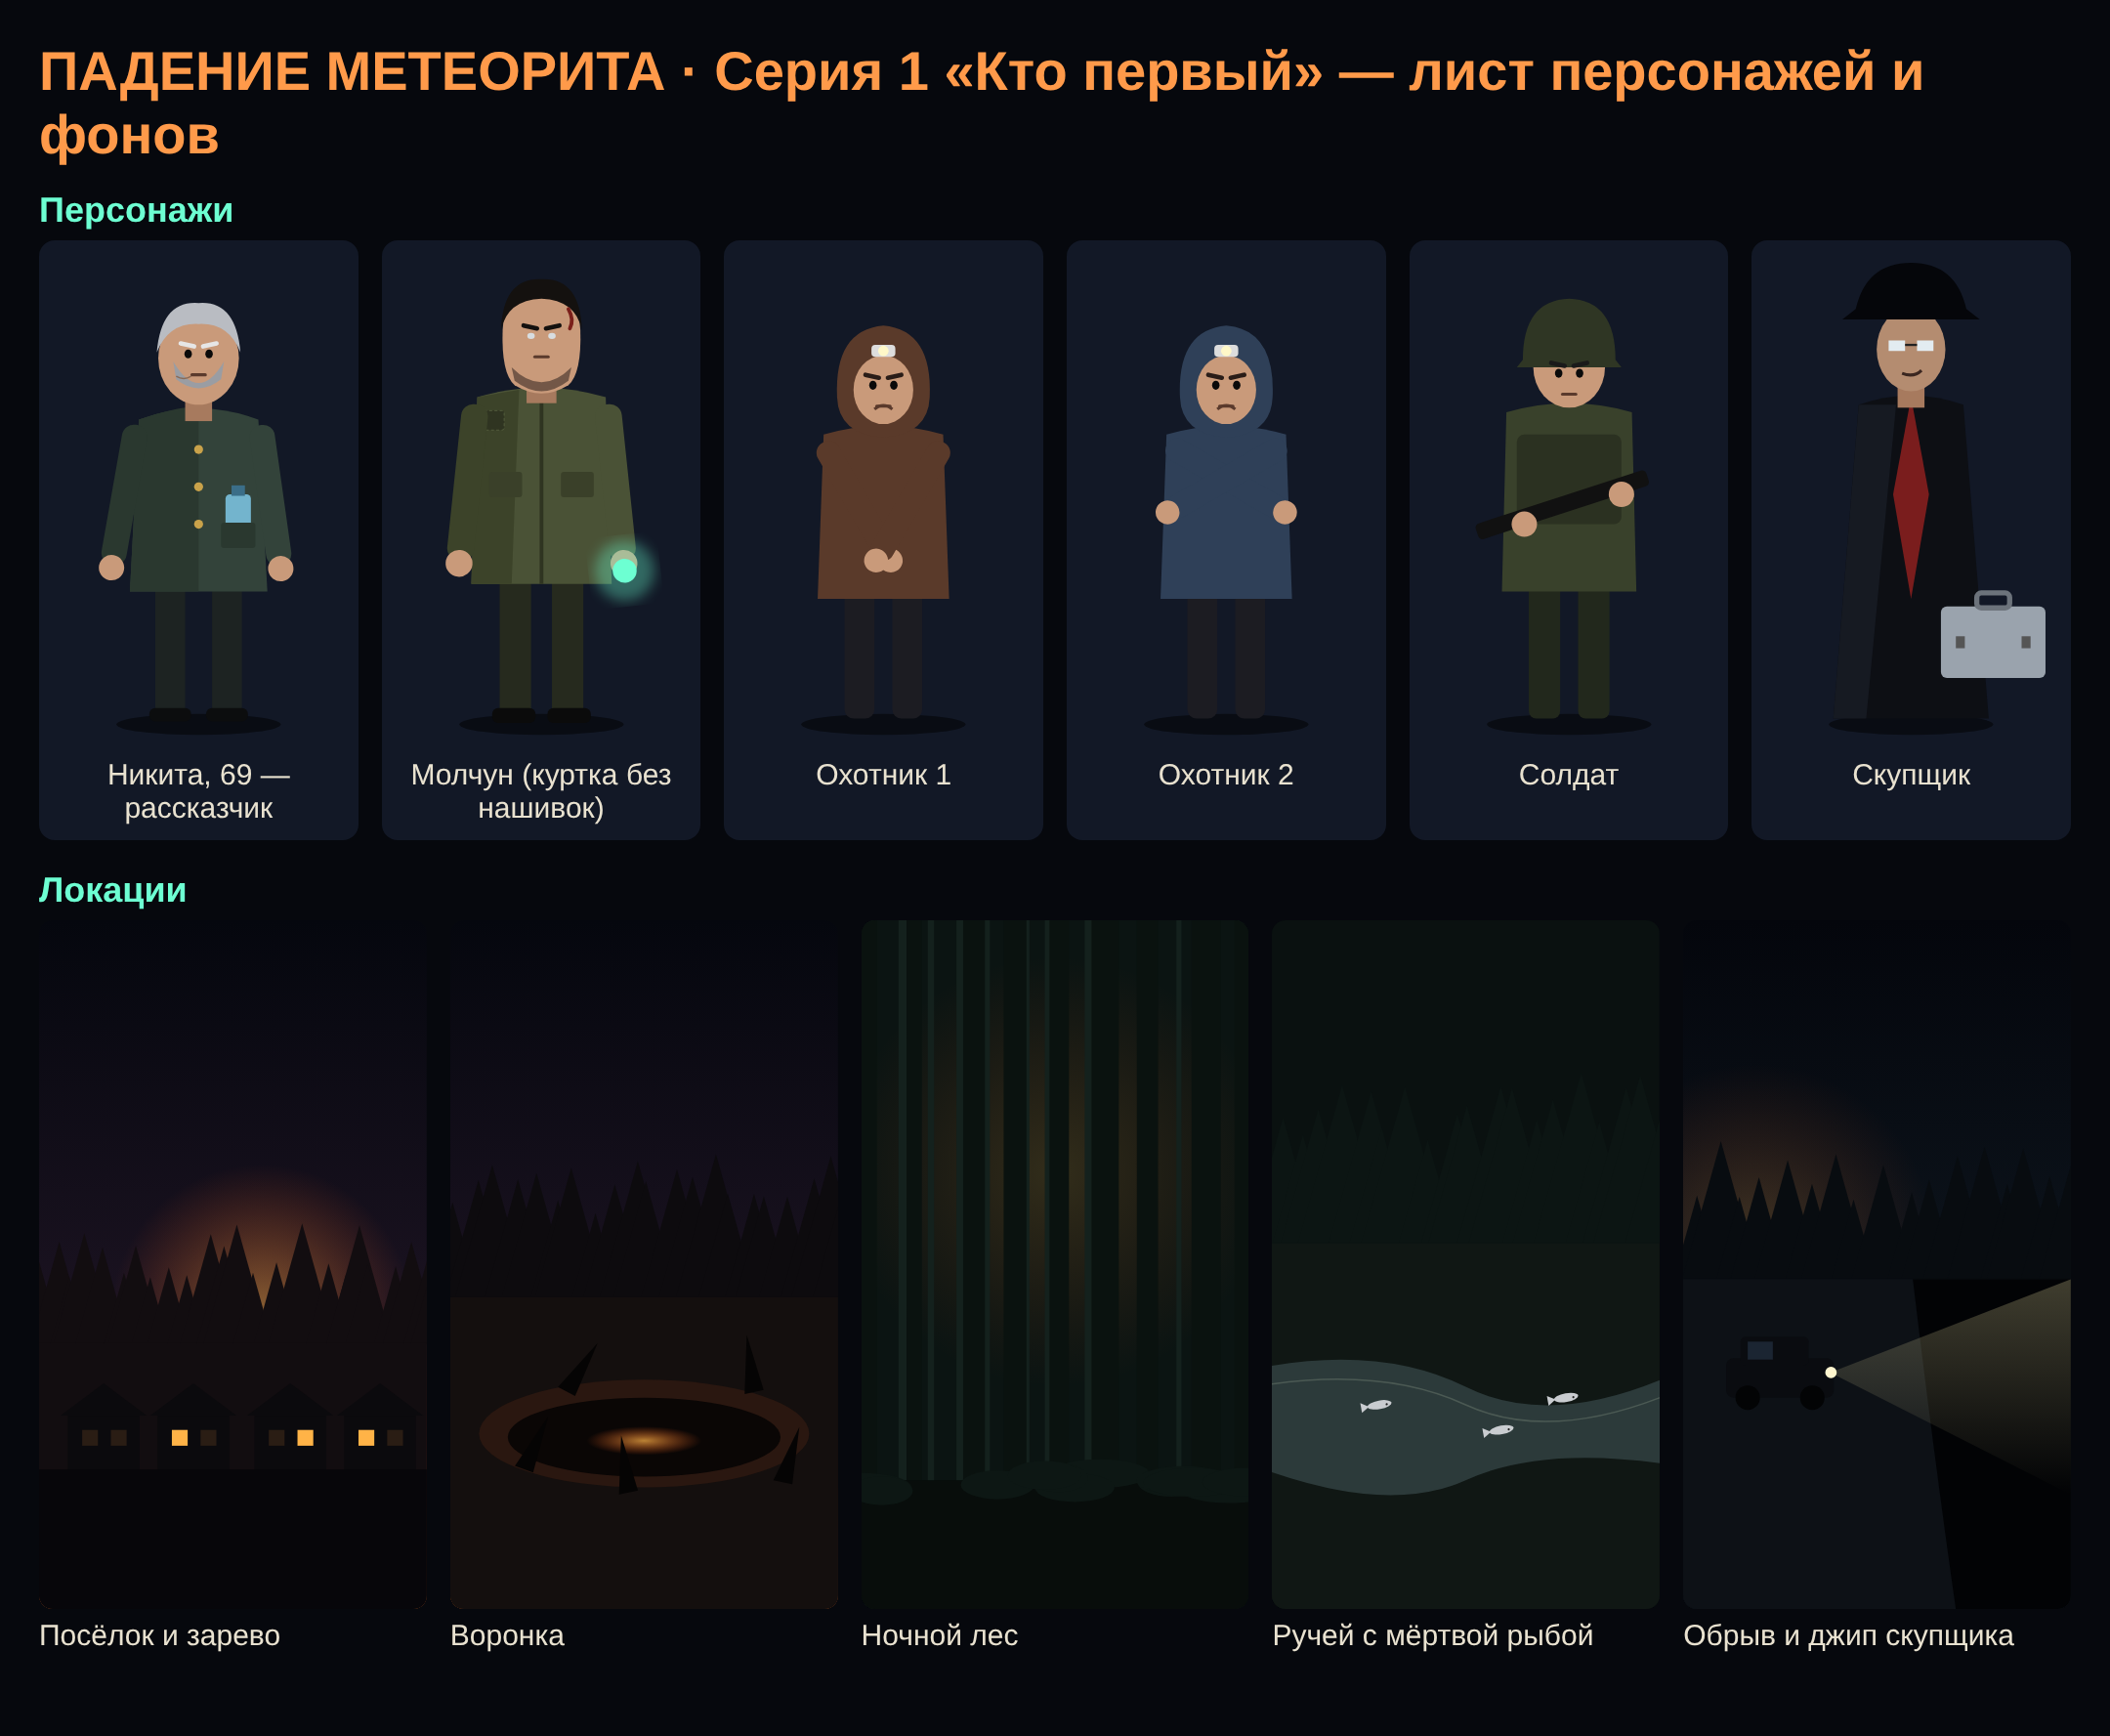 ПАДЕНИЕ МЕТЕОРИТА · Серия 1 «Кто первый» — лист персонажей и
фонов
Персонажи
Никита, 69 —
рассказчик
Молчун (куртка без
нашивок)
Охотник 1
Охотник 2
Солдат
Скупщик
Локации
Посёлок и зарево
Воронка
Ночной лес
Ручей с мёртвой рыбой
Обрыв и джип скупщика